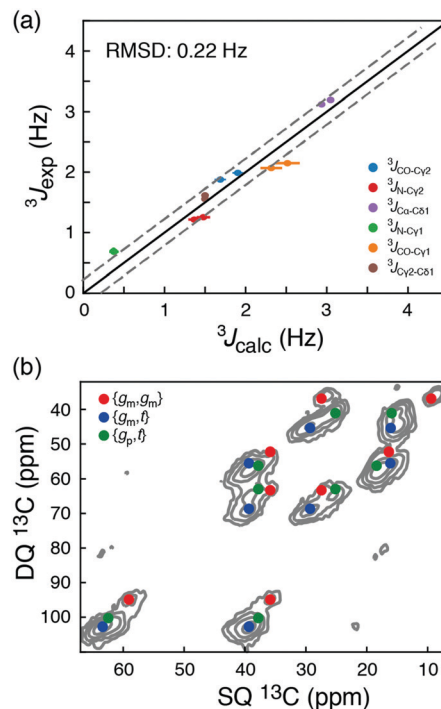 (a)
RMSD: 0.22 Hz
³J_exp (Hz)
4
3
2
1
0
³J_CO-Cγ2
³J_N-Cγ2
³J_Cα-Cδ1
³J_N-Cγ1
³J_CO-Cγ1
³J_Cγ2-Cδ1
0 1 2 3 4
³J_calc (Hz)
(b)
{g_m,g_m}
{g_m,t}
{g_p,t}
DQ ¹³C (ppm)
40
50
60
70
80
90
100
60 50 40 30 20 10
SQ ¹³C (ppm)